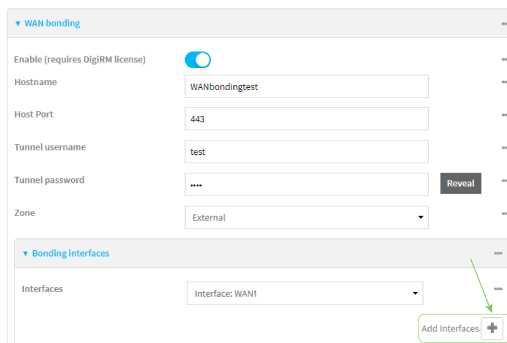 ▼ WAN bonding
Enable (requires DigiRM license)
Hostname
WANbondingtest
Host Port
443
Tunnel username
test
Tunnel password
••••
Reveal
Zone
External
▼ Bonding interfaces
Interfaces
Interface: WAN1
Add Interfaces